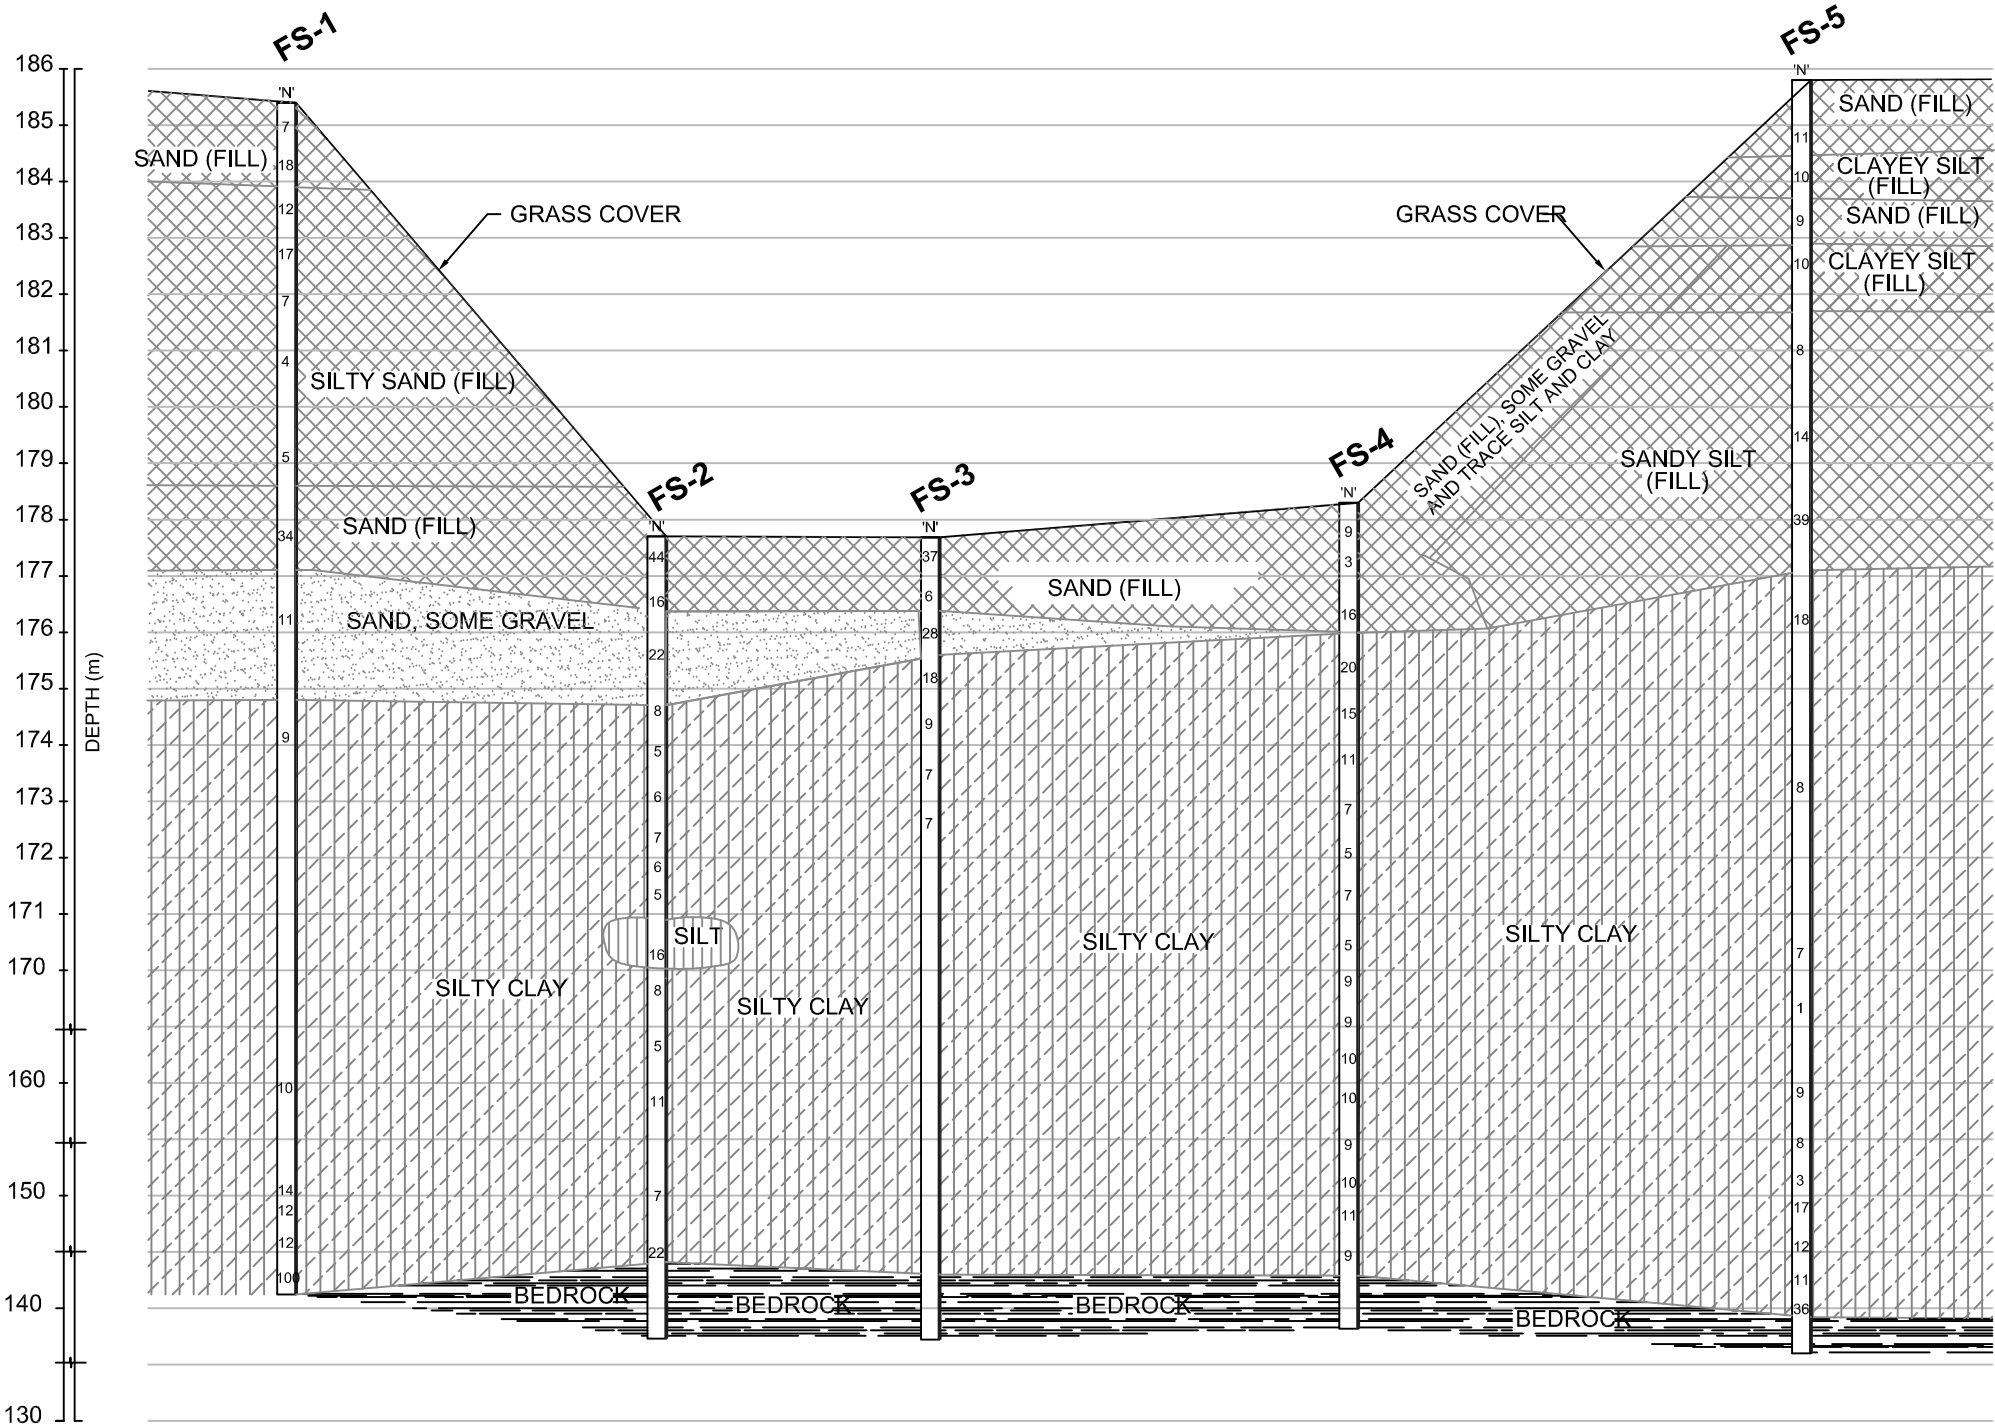 FS-1
FS-2
FS-3
FS-4
FS-5
186
185
184
183
182
181
180
179
178
177
176
175
174
173
172
171
170
160
150
140
130
DEPTH (m)
'N'
7
18
12
17
7
4
5
34
11
9
10
14
12
12
100
'N'
44
16
22
8
5
6
7
6
5
16
8
5
11
7
22
'N'
37
6
28
18
9
7
7
'N'
9
3
16
20
15
11
7
5
7
5
9
9
10
10
9
10
11
9
'N'
11
10
9
10
8
14
39
18
8
7
1
9
8
3
17
12
11
36
SAND (FILL)
GRASS COVER
SILTY SAND (FILL)
SAND (FILL)
SAND, SOME GRAVEL
SILTY CLAY
BEDROCK
SILT
SILTY CLAY
BEDROCK
SAND (FILL)
SILTY CLAY
BEDROCK
GRASS COVER
SAND (FILL), SOME GRAVEL
AND TRACE SILT AND CLAY
SANDY SILT
(FILL)
SILTY CLAY
BEDROCK
SAND (FILL)
CLAYEY SILT
(FILL)
SAND (FILL)
CLAYEY SILT
(FILL)